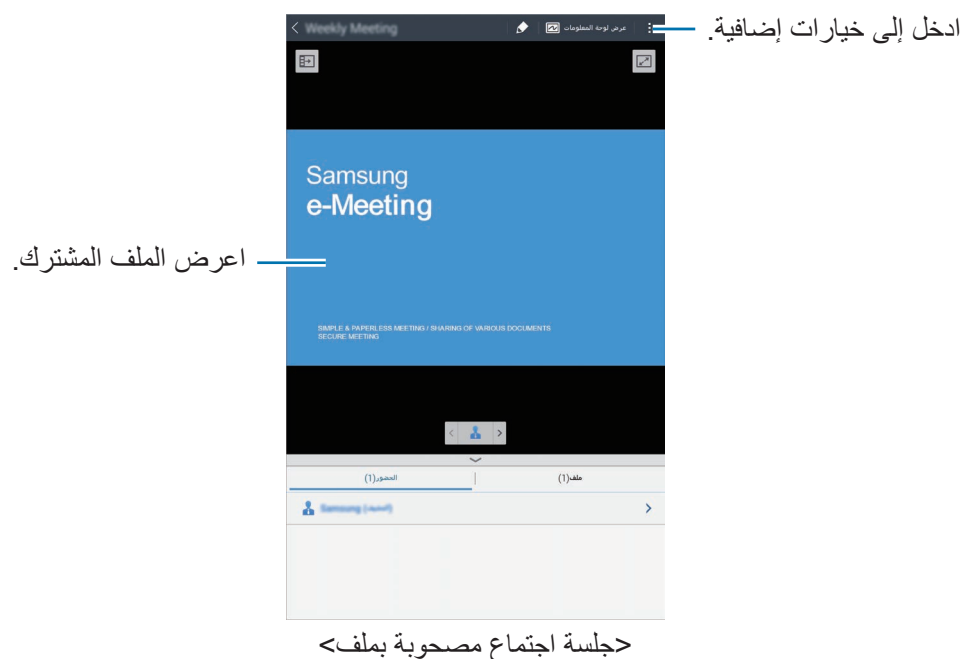 Weekly Meeting
عرض لوحة المعلومات
ادخل إلى خيارات إضافية.
Samsung
e-Meeting
اعرض الملف المشترك.
SIMPLE & PAPERLESS MEETING / SHARING OF VARIOUS DOCUMENTS
SECURE MEETING
الحضور(1)
ملف(1)
Samsung (المضيف)
<جلسة اجتماع مصحوبة بملف>